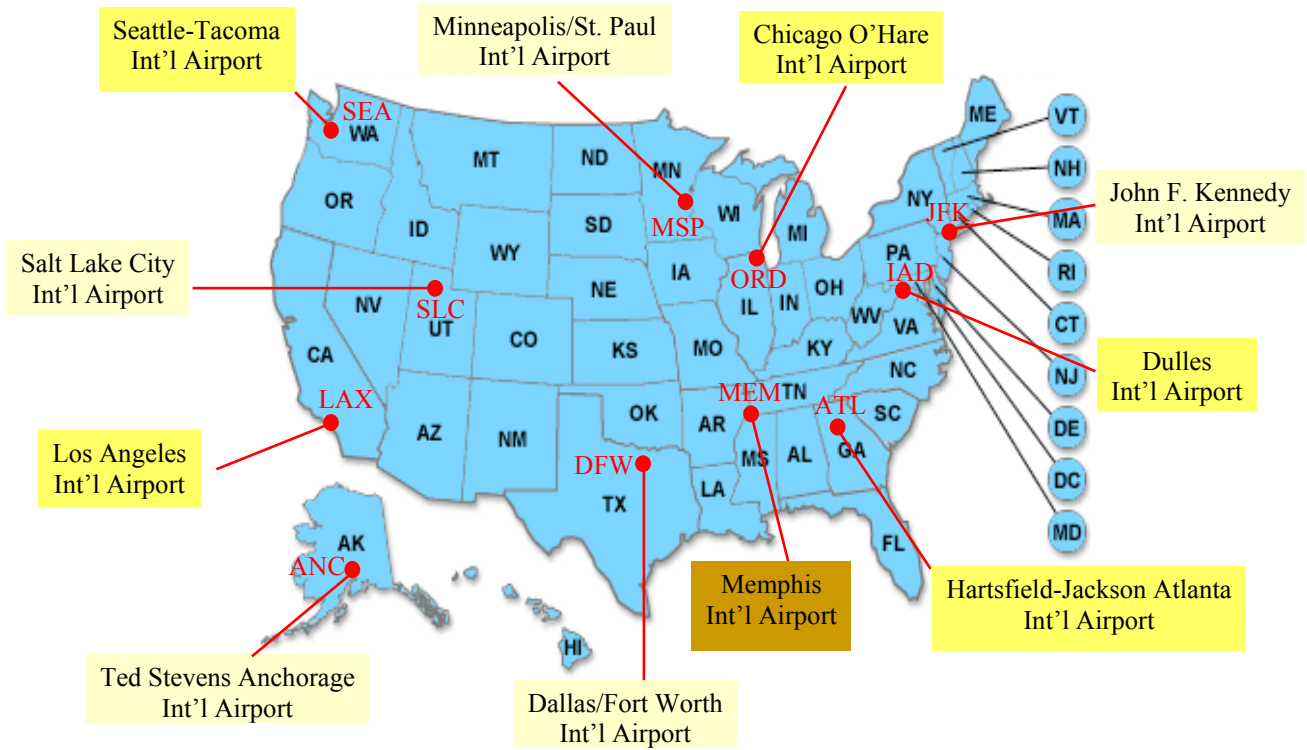 Seattle-Tacoma
Int'l Airport
Minneapolis/St. Paul
Int'l Airport
Chicago O'Hare
Int'l Airport
SEA
WA
MT
ND
MN
ME
VT
NH
OR
ID
SD
MSP
WI
MI
NY
JFK
MA
John F. Kennedy
Int'l Airport
WY
IA
ORD
PA
IAD
RI
Salt Lake City
Int'l Airport
NV
SLC
UT
NE
IL
IN
OH
WV
VA
CT
CA
CO
KS
MO
KY
NC
NJ
Dulles
Int'l Airport
LAX
AZ
NM
OK
AR
MEM
TN
ATL
SC
DE
Los Angeles
Int'l Airport
DFW
TX
LA
MS
AL
GA
DC
FL
MD
AK
ANC
HI
Memphis
Int'l Airport
Hartsfield-Jackson Atlanta
Int'l Airport
Ted Stevens Anchorage
Int'l Airport
Dallas/Fort Worth
Int'l Airport